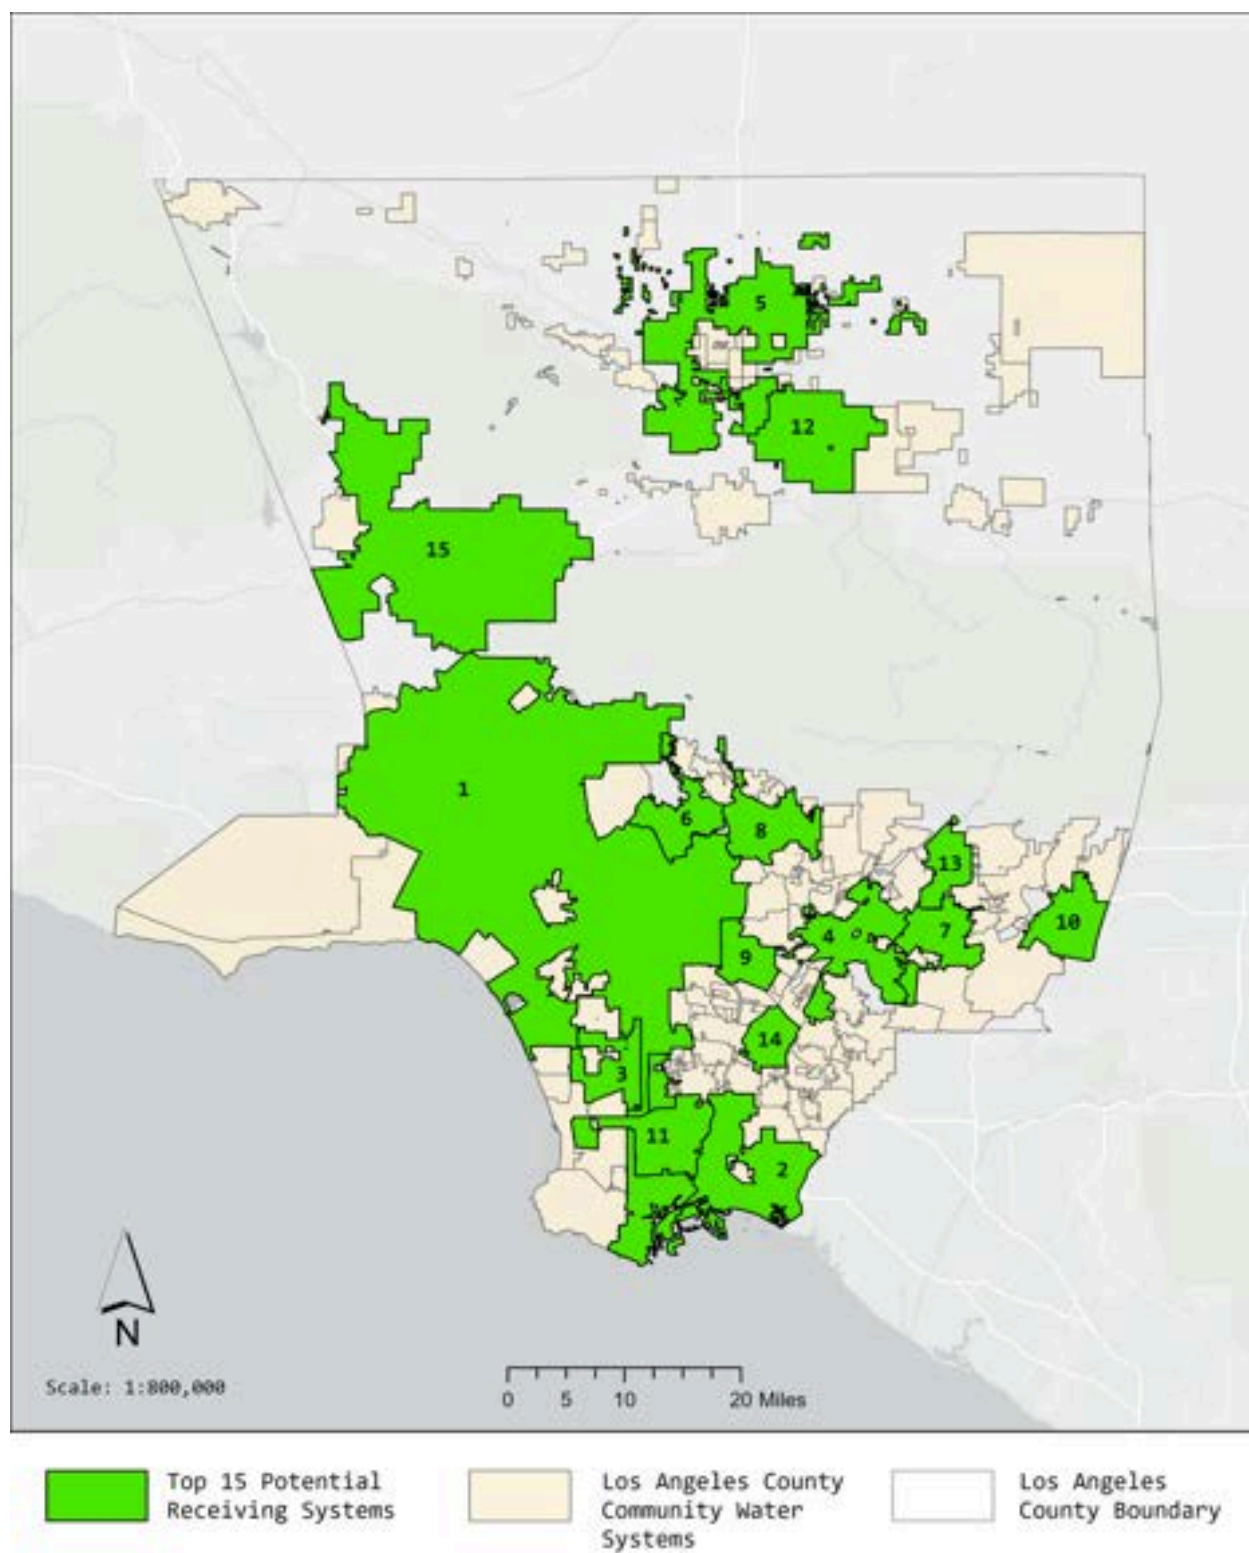 5
12
15
1
6
8
13
10
4
7
9
14
3
11
2
N
Scale: 1:800,000
0 5 10 20 Miles
Top 15 Potential
Receiving Systems
Los Angeles County
Community Water
Systems
Los Angeles
County Boundary